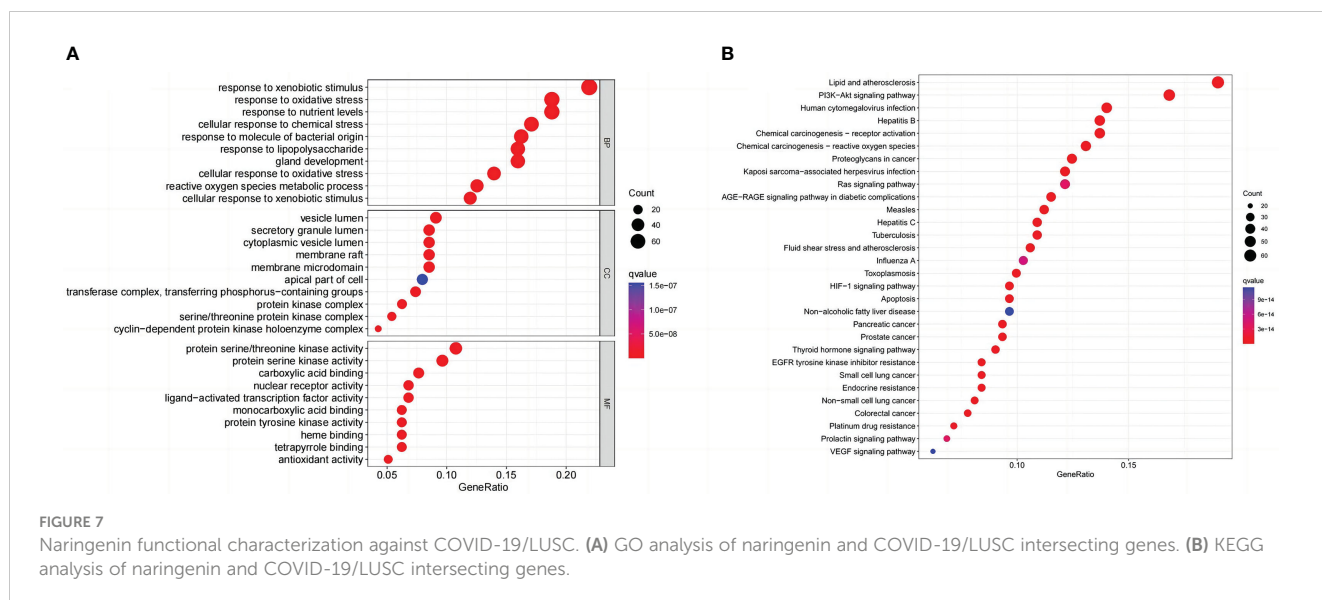 A
response to xenobiotic stimulus
response to oxidative stress
response to nutrient levels
cellular response to chemical stress
response to molecule of bacterial origin
response to lipopolysaccharide
gland development
cellular response to oxidative stress
reactive oxygen species metabolic process
cellular response to xenobiotic stimulus
BP
vesicle lumen
secretory granule lumen
cytoplasmic vesicle lumen
membrane raft
membrane microdomain
apical part of cell
transferase complex, transferring phosphorus-containing groups
protein kinase complex
serine/threonine protein kinase complex
cyclin-dependent protein kinase holoenzyme complex
CC
protein serine/threonine kinase activity
protein serine kinase activity
carboxylic acid binding
nuclear receptor activity
ligand-activated transcription factor activity
monocarboxylic acid binding
protein tyrosine kinase activity
heme binding
tetrapyrrole binding
antioxidant activity
MF
0.05 0.10 0.15 0.20
GeneRatio
Count
20
40
60
qvalue
1.5e-07
1.0e-07
5.0e-08
B
Lipid and atherosclerosis
PI3K-Akt signaling pathway
Human cytomegalovirus infection
Hepatitis B
Chemical carcinogenesis - receptor activation
Chemical carcinogenesis - reactive oxygen species
Proteoglycans in cancer
Kaposi sarcoma-associated herpesvirus infection
Ras signaling pathway
AGE-RAGE signaling pathway in diabetic complications
Measles
Hepatitis C
Tuberculosis
Fluid shear stress and atherosclerosis
Influenza A
Toxoplasmosis
HIF-1 signaling pathway
Apoptosis
Non-alcoholic fatty liver disease
Pancreatic cancer
Prostate cancer
Thyroid hormone signaling pathway
EGFR tyrosine kinase inhibitor resistance
Small cell lung cancer
Endocrine resistance
Non-small cell lung cancer
Colorectal cancer
Platinum drug resistance
Prolactin signaling pathway
VEGF signaling pathway
0.10 0.15
GeneRatio
Count
20
30
40
50
60
qvalue
9e-14
6e-14
3e-14
FIGURE 7
Naringenin functional characterization against COVID-19/LUSC. (A) GO analysis of naringenin and COVID-19/LUSC intersecting genes. (B) KEGG
analysis of naringenin and COVID-19/LUSC intersecting genes.